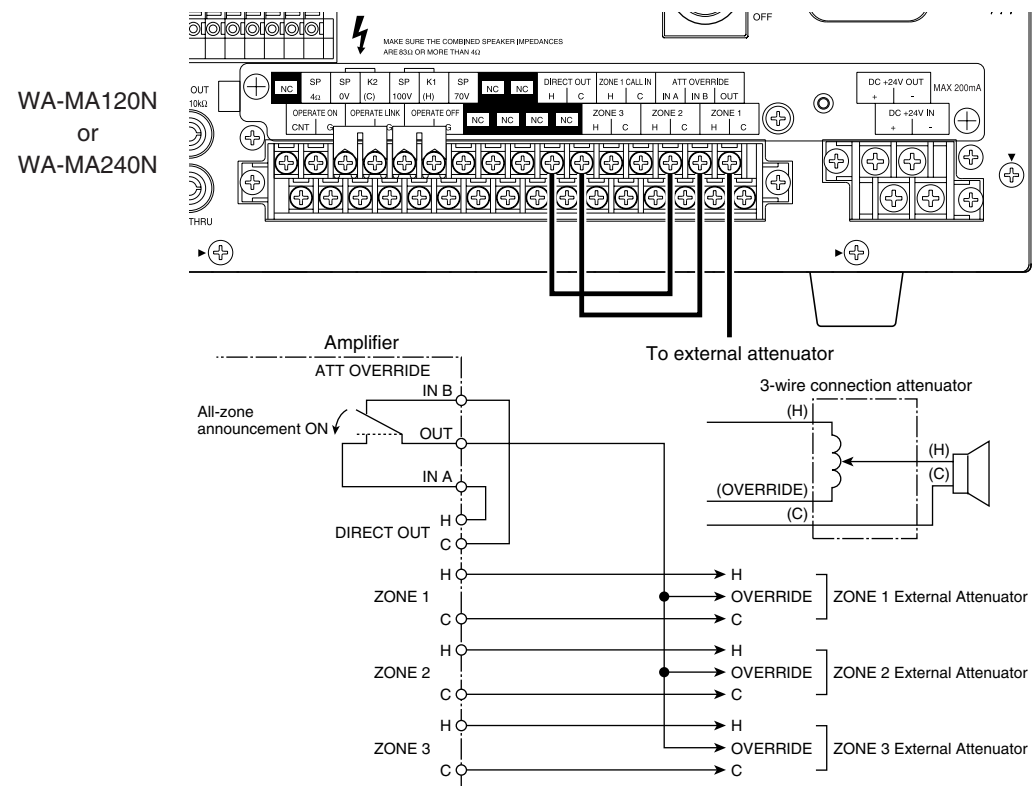 OFF
MAKE SURE THE COMBINED SPEAKER IMPEDANCES
ARE 83Ω OR MORE THAN 4Ω
WA-MA120N
or
WA-MA240N
OUT
10kΩ
NC SP 4Ω SP 0V K2 (C) SP 100V K1 (H) SP 70V NC NC DIRECT OUT H C ZONE 1 CALL IN H C ATT OVERRIDE IN A IN B OUT
DC +24V OUT + - MAX 200mA
OPERATE ON CNT G OPERATE LINK OPERATE OFF G NC NC NC NC ZONE 3 H C ZONE 2 H C ZONE 1 H C
DC +24V IN + -
THRU
To external attenuator
Amplifier
ATT OVERRIDE
IN B
All-zone
announcement ON
OUT
IN A
H
DIRECT OUT
C
3-wire connection attenuator
(H)
(H)
(C)
(OVERRIDE)
(C)
H H
ZONE 1 OVERRIDE ZONE 1 External Attenuator
C C
H H
ZONE 2 OVERRIDE ZONE 2 External Attenuator
C C
H H
ZONE 3 OVERRIDE ZONE 3 External Attenuator
C C